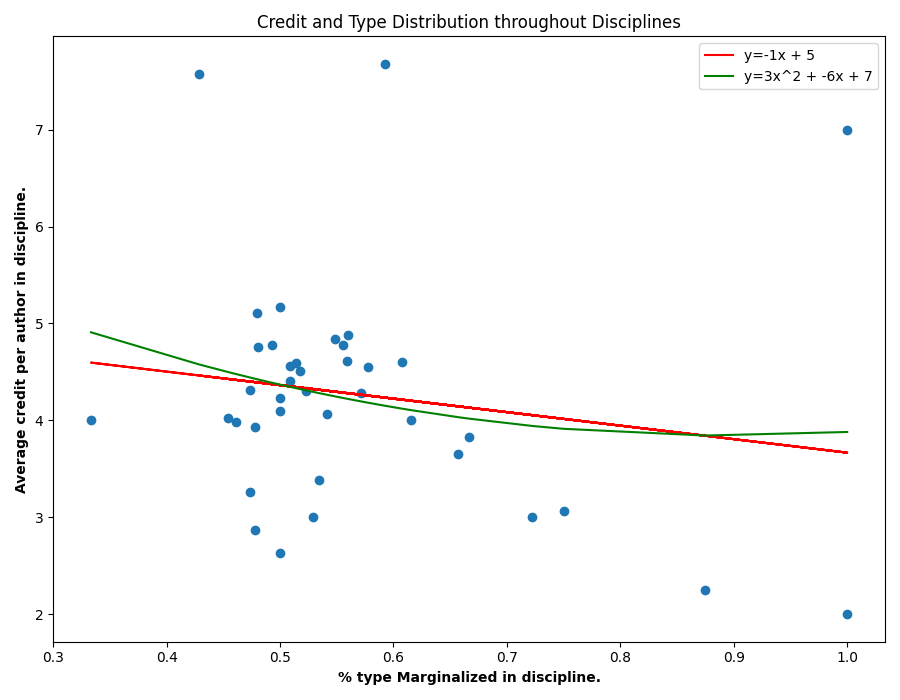 Credit and Type Distribution throughout Disciplines
y=-1x + 5
y=3x^2 + -6x + 7
Average credit per author in discipline.
7
6
5
4
3
2
0.3 0.4 0.5 0.6 0.7 0.8 0.9 1.0
% type Marginalized in discipline.